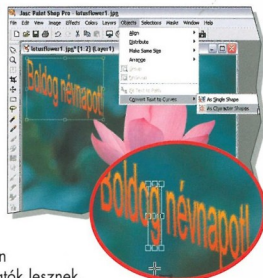 Jasc Paint Shop Pro - lotusflower1.jpg
File Edit View Image Effects Colors Layers Objects Selections Masks Window Help
lotusflower1.jpg* [1:2] (Layer1)
Align
Distribute
Make Same Size
Arrange
Convert Text to Curves
As Single Shape
As Character Shapes
Boldog névnapot!
Boldog névnapot!
n
tók lesznek